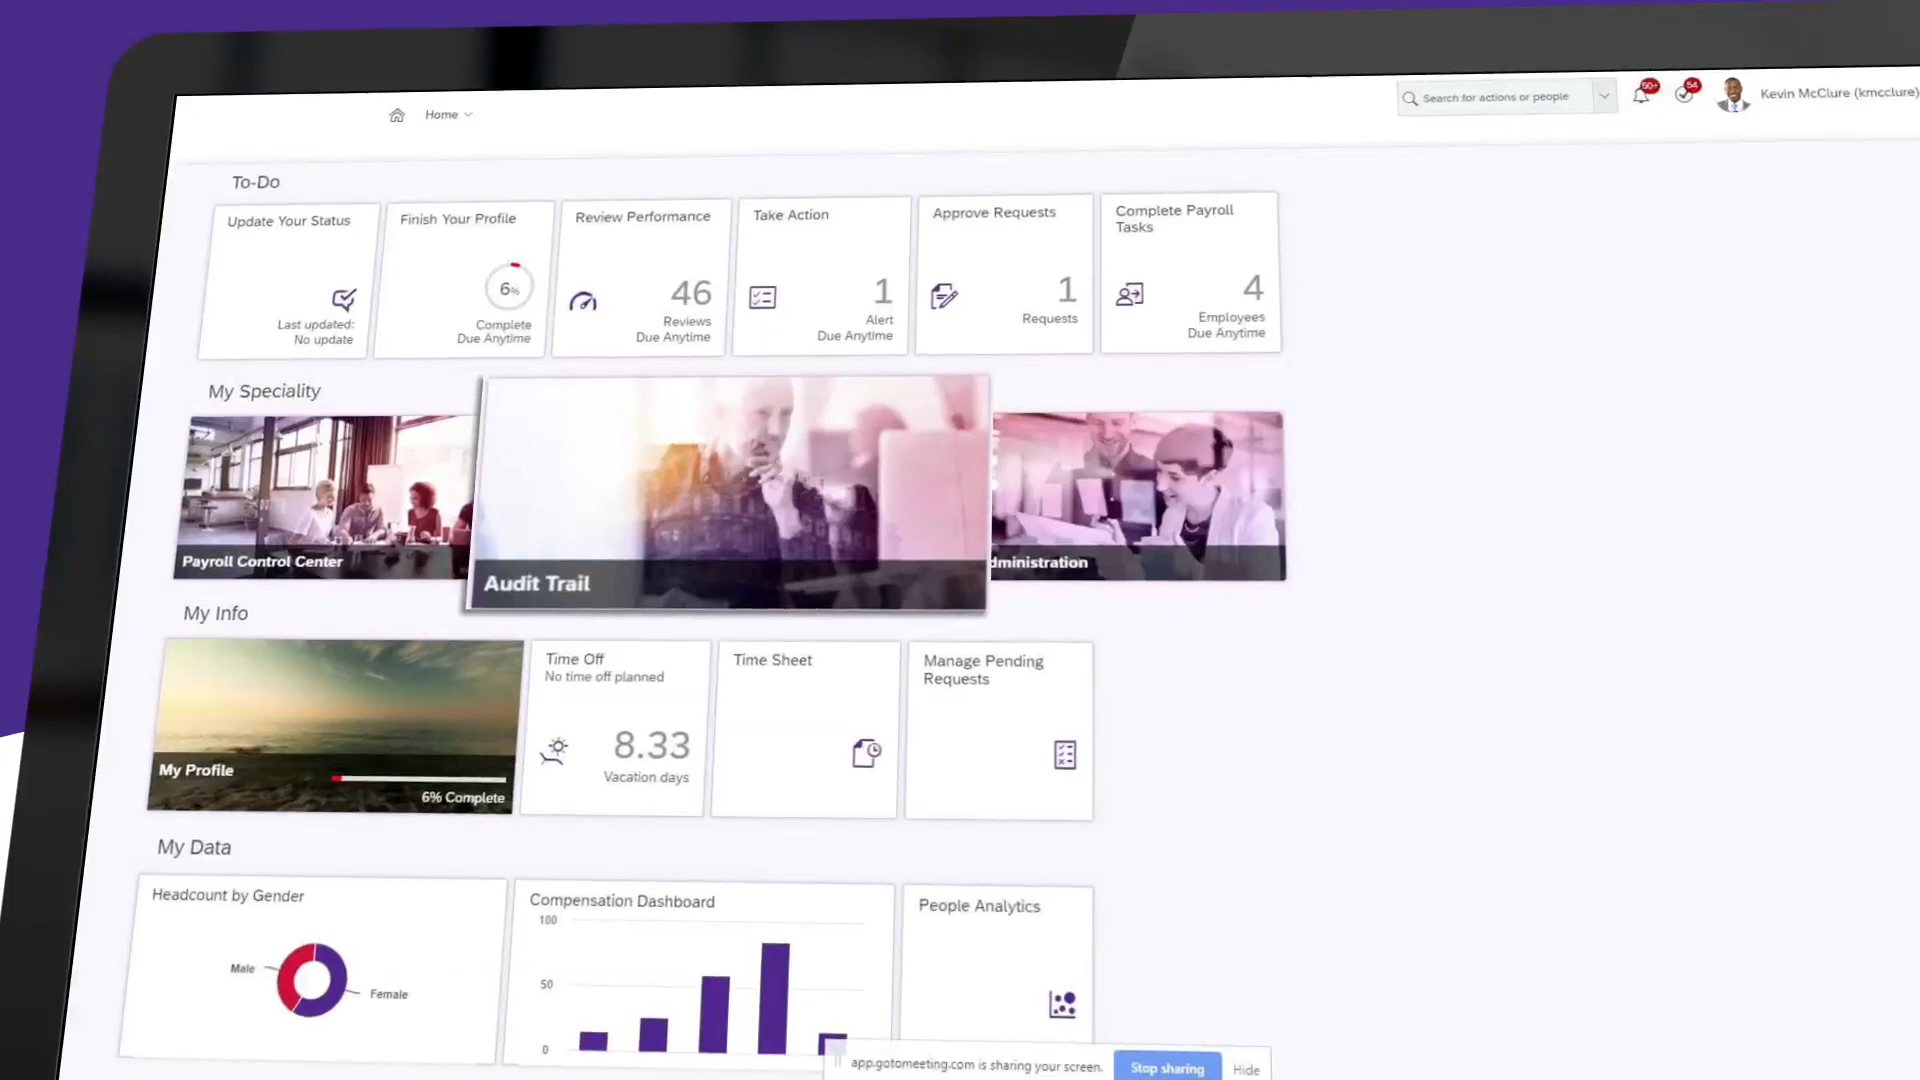 Home
Search for actions or people
50+
54
Kevin McClure (kmcclure)
To-Do
Update Your Status
Last updated:
No update
Finish Your Profile
6%
Complete
Due Anytime
Review Performance
46
Reviews
Due Anytime
Take Action
1
Alert
Due Anytime
Approve Requests
1
Requests
Complete Payroll
Tasks
4
Employees
Due Anytime
My Speciality
Payroll Control Center
Audit Trail
dministration
My Info
My Profile
6% Complete
Time Off
No time off planned
8.33
Vacation days
Time Sheet
Manage Pending
Requests
My Data
Headcount by Gender
Male
Female
Compensation Dashboard
100
50
0
People Analytics
app.gotomeeting.com is sharing your screen.
Stop sharing
Hide